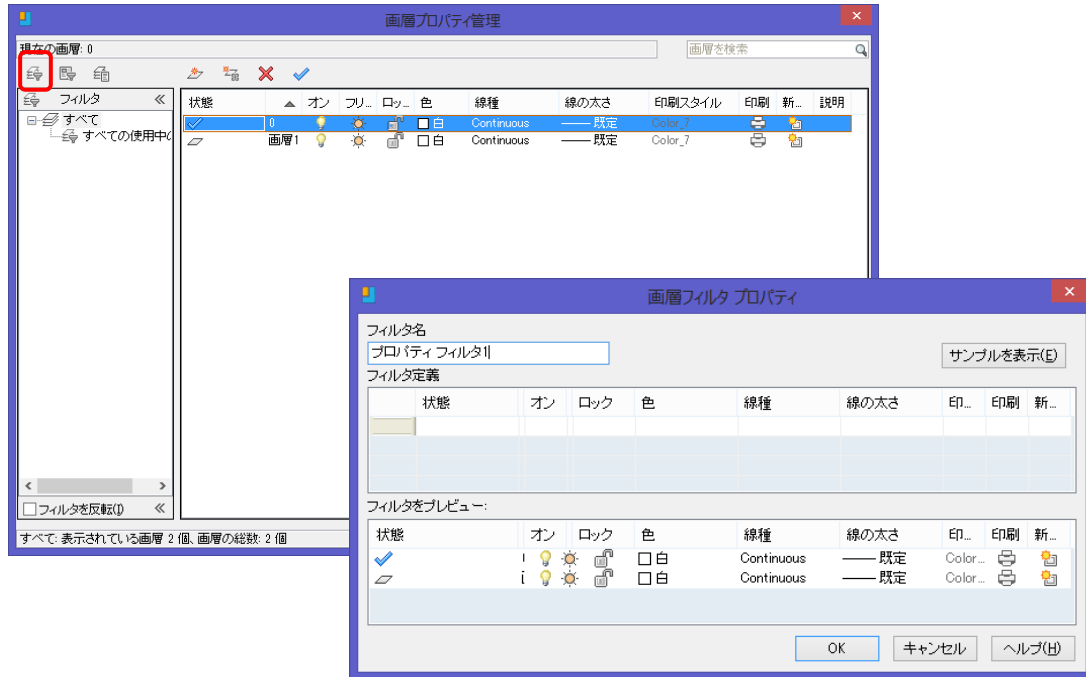 画層プロパティ管理
現在の画層: 0
画層を検索
フィルタ
状態 オン フリ... ロッ... 色 線種 線の太さ 印刷スタイル 印刷 新... 説明
すべて
すべての使用中の
0 白 Continuous 既定 Color_7
画層1 白 Continuous 既定 Color_7
フィルタを反転(I)
すべて: 表示されている画層 2 個、画層の総数: 2 個
画層フィルタ プロパティ
フィルタ名
プロパティ フィルタ1
サンプルを表示(E)
フィルタ定義
状態 オン ロック 色 線種 線の太さ 印... 印刷 新...
フィルタをプレビュー:
状態 オン ロック 色 線種 線の太さ 印... 印刷 新...
白 Continuous 既定 Color...
白 Continuous 既定 Color...
OK キャンセル ヘルプ(H)